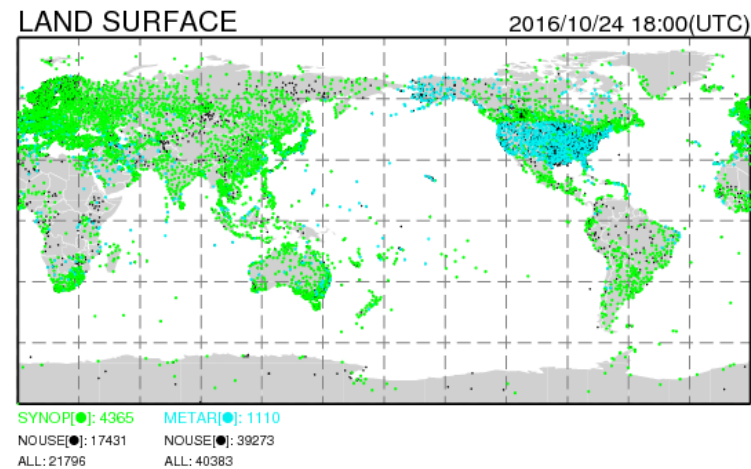 LAND SURFACE 2016/10/24 18:00(UTC)
SYNOP[●]: 4365 METAR[●]: 1110
NOUSE[●]: 17431 NOUSE[●]: 39273
ALL: 21796 ALL: 40383